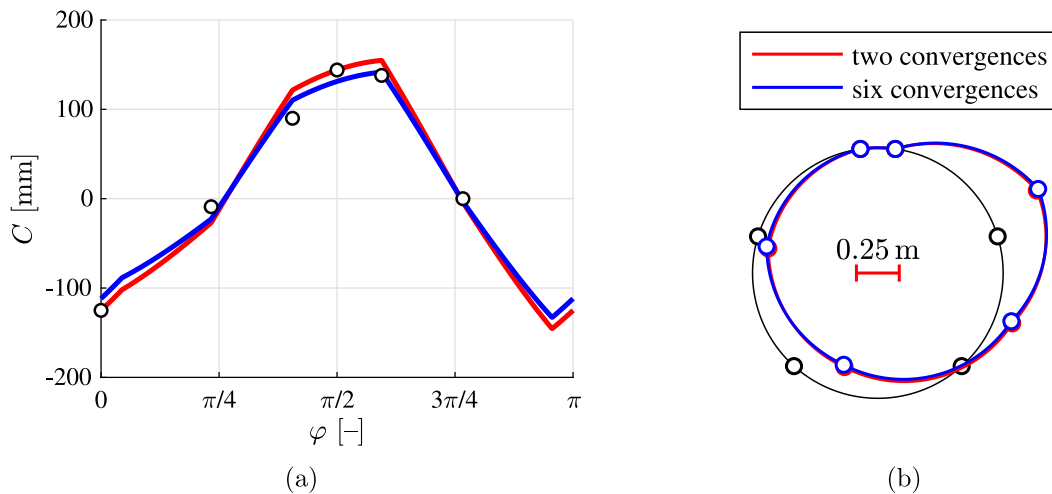 200
100
0
-100
-200
C [mm]
0 π/4 π/2 3π/4 π
φ [–]
(a)
two convergences
six convergences
0.25 m
(b)